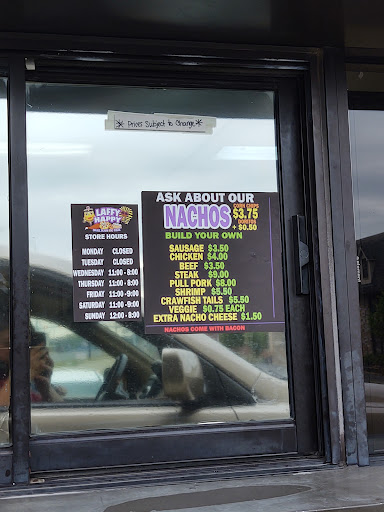 * Prices Subject to Change *
LAFFY
HAPPY
STORE HOURS
MONDAY CLOSED
TUESDAY CLOSED
WEDNESDAY 11:00 - 8:00
THURSDAY 11:00 - 8:00
FRIDAY 11:00 - 9:00
SATURDAY 11:00 - 9:00
SUNDAY 12:00 - 8:00
ASK ABOUT OUR
NACHOS
CORN CHIPS
$3.75
DORITOS
+ $0.50
BUILD YOUR OWN
SAUSAGE $3.50
CHICKEN $4.00
BEEF $3.50
STEAK $9.00
PULL PORK $8.00
SHRIMP $5.50
CRAWFISH TAILS $5.50
VEGGIE $0.75 EACH
EXTRA NACHO CHEESE $1.50
NACHOS COME WITH BACON